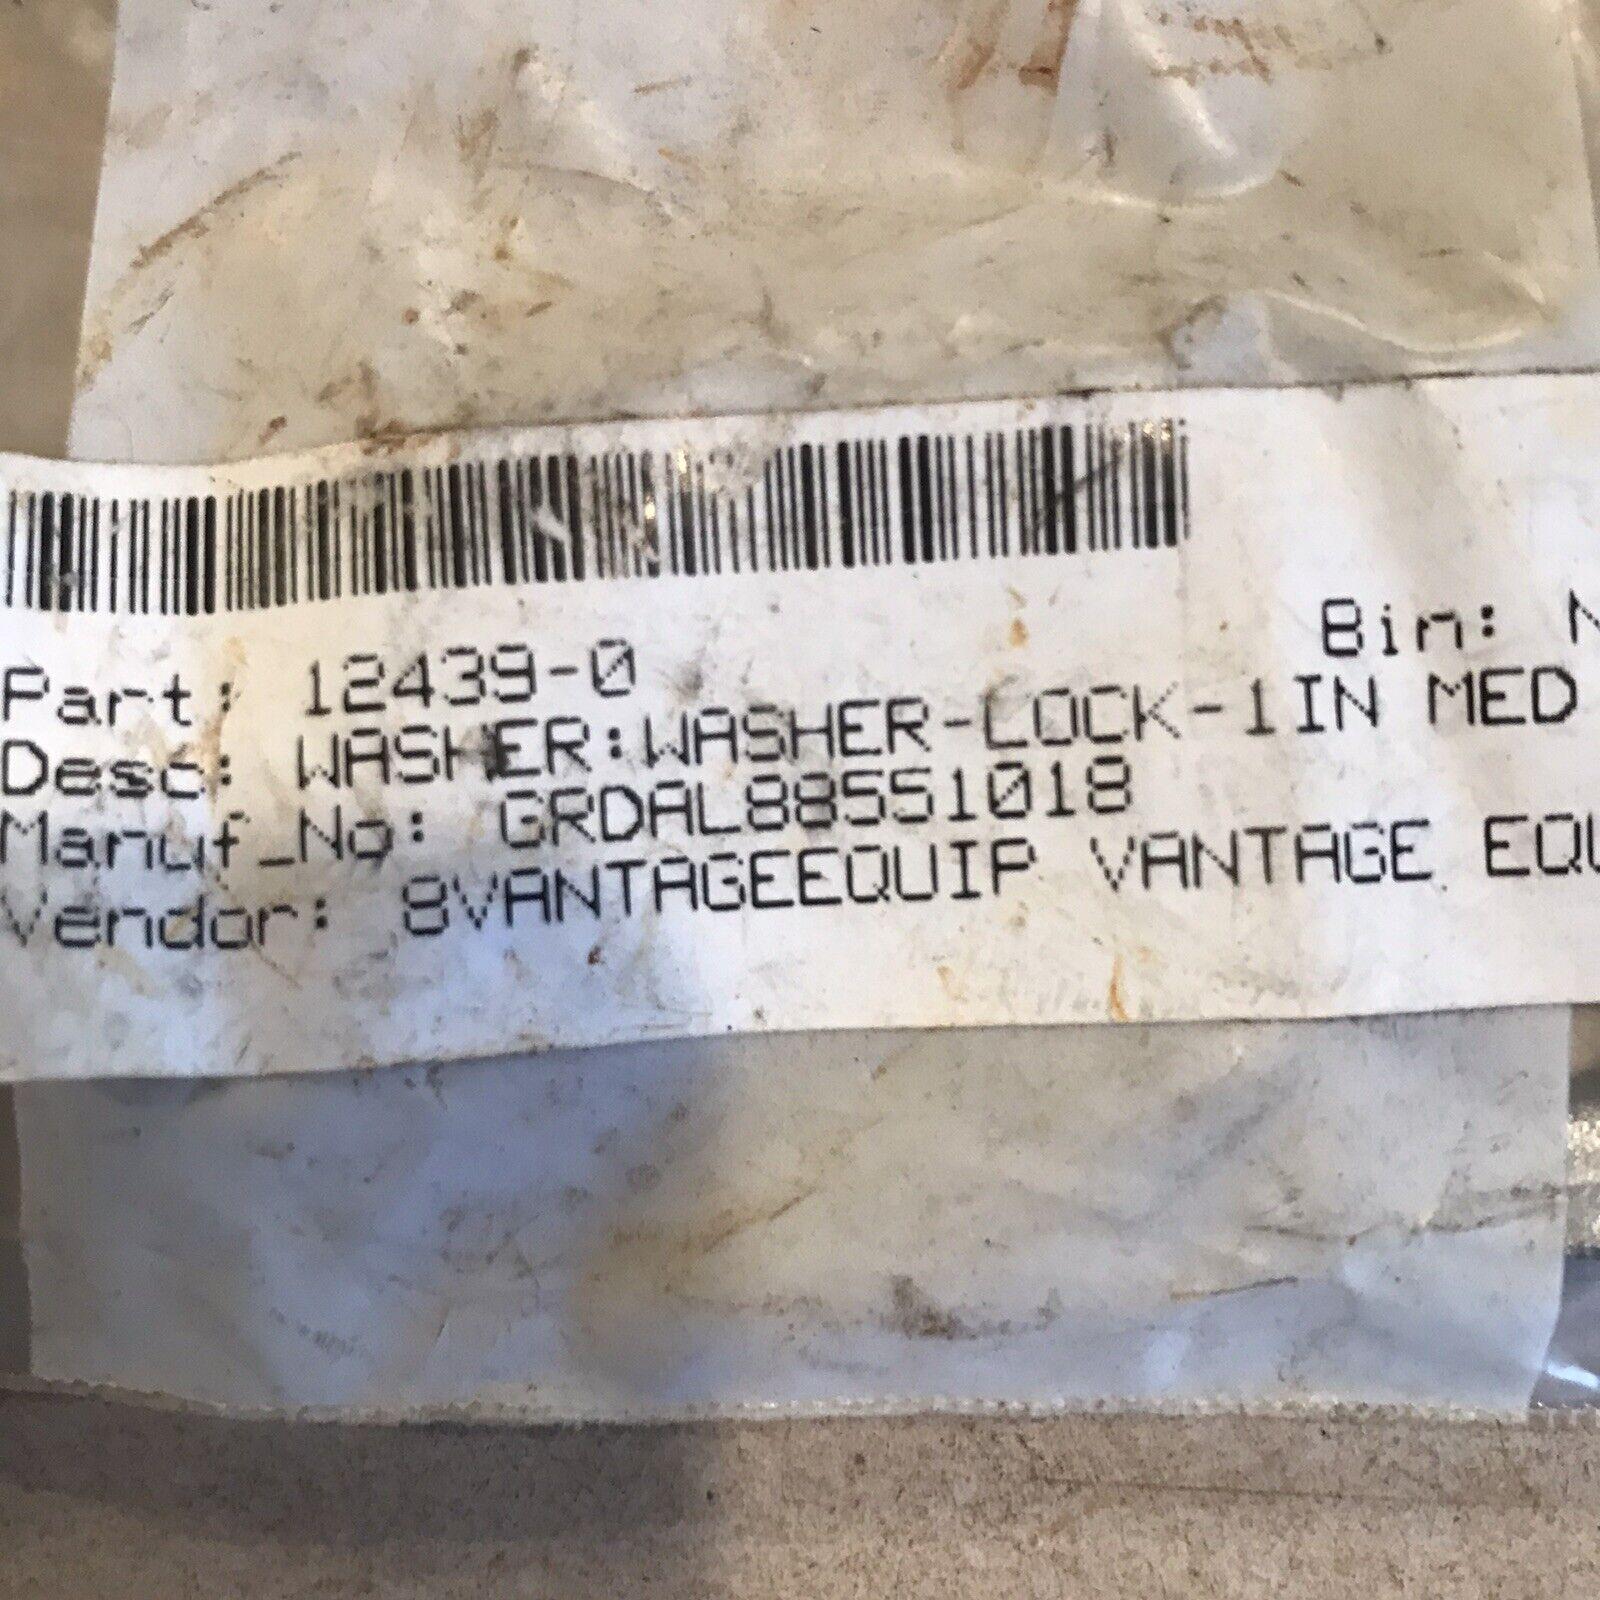 Bin: N
Part: 12439-0
Desc: WASHER:WASHER-LOCK-1IN MED
Manuf_No: GRDAL88551018
Vendor: 8VANTAGEEQUIP VANTAGE EQU